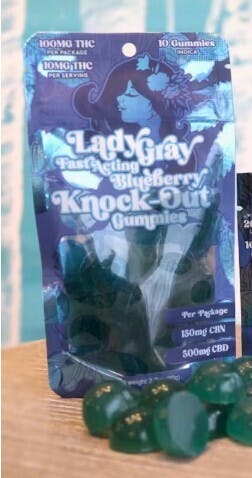 100MG THC
PER PACKAGE
10MG THC
PER SERVING
10 Gummies
INDICA
Lady Gray
Fast-Acting
Blueberry
Knock-Out
Gummies
Per Package
150mg CBN
500mg CBD